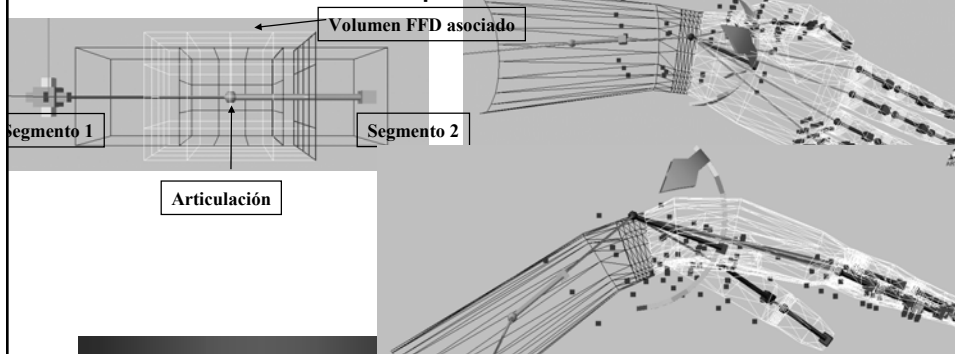 Volumen FFD asociado
Segmento 1
Segmento 2
Articulación